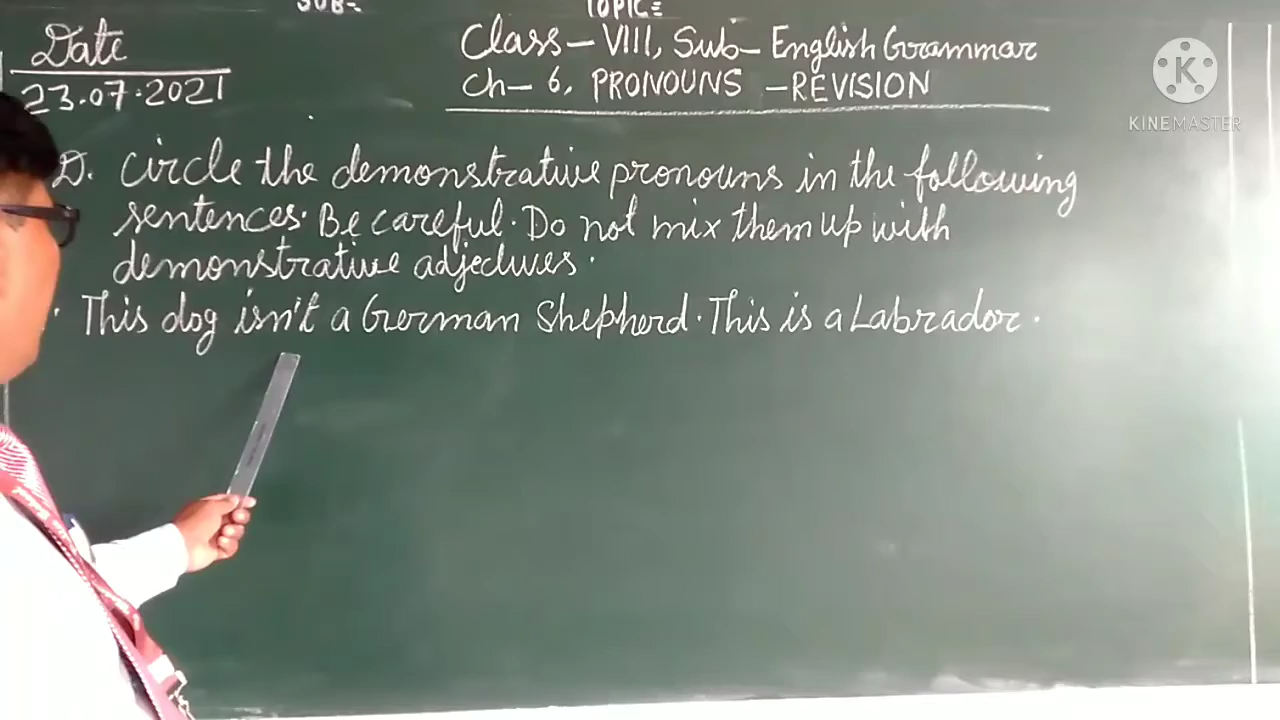 SUB-
TOPIC=
Date
23.07.2021
Class- VIII, Sub- English Grammar
Ch- 6, PRONOUNS -REVISION
D. Circle the demonstrative pronouns in the following
sentences. Be careful. Do not mix them up with
demonstrative adjectives.
This dog isn't a German Shepherd. This is a Labrador.
K
KINEMASTER